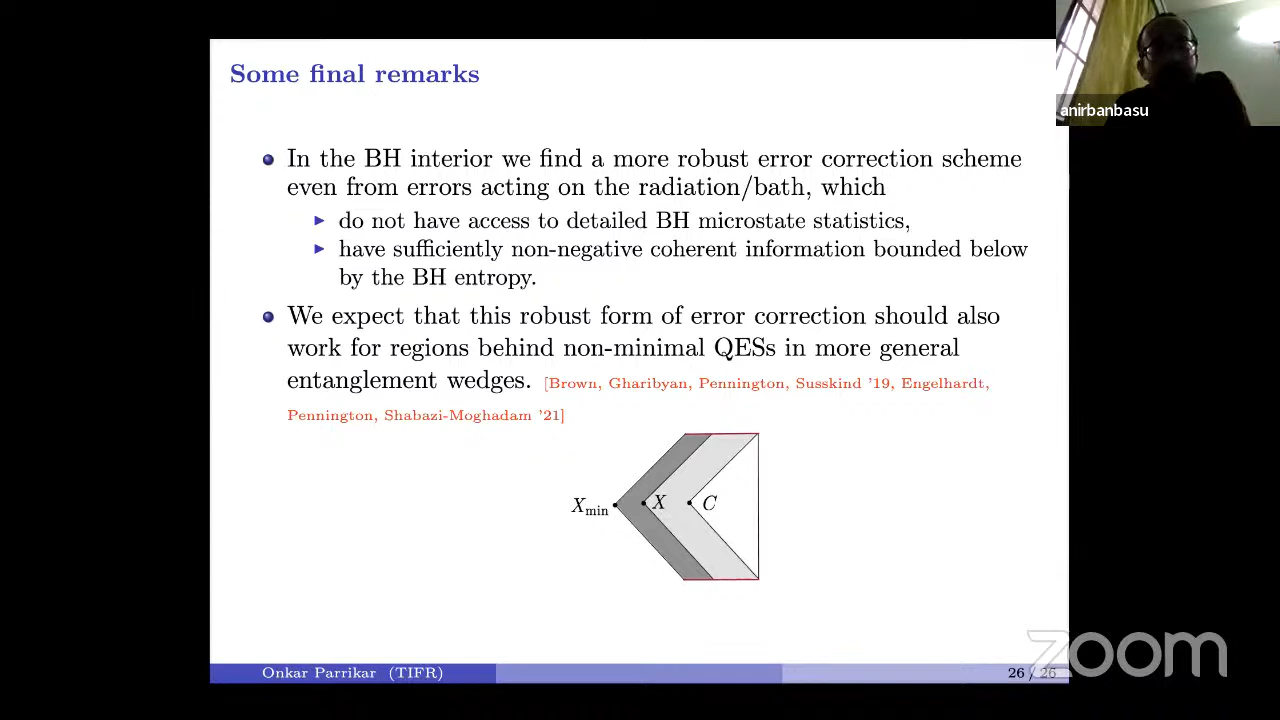 Some final remarks
anirbanbasu
In the BH interior we find a more robust error correction scheme
even from errors acting on the radiation/bath, which
do not have access to detailed BH microstate statistics,
have sufficiently non-negative coherent information bounded below
by the BH entropy.
We expect that this robust form of error correction should also
work for regions behind non-minimal QESs in more general
entanglement wedges. [Brown, Gharibyan, Pennington, Susskind '19, Engelhardt,
Pennington, Shabazi-Moghadam '21]
Xmin X C
Onkar Parrikar (TIFR) 26 / 26
zoom